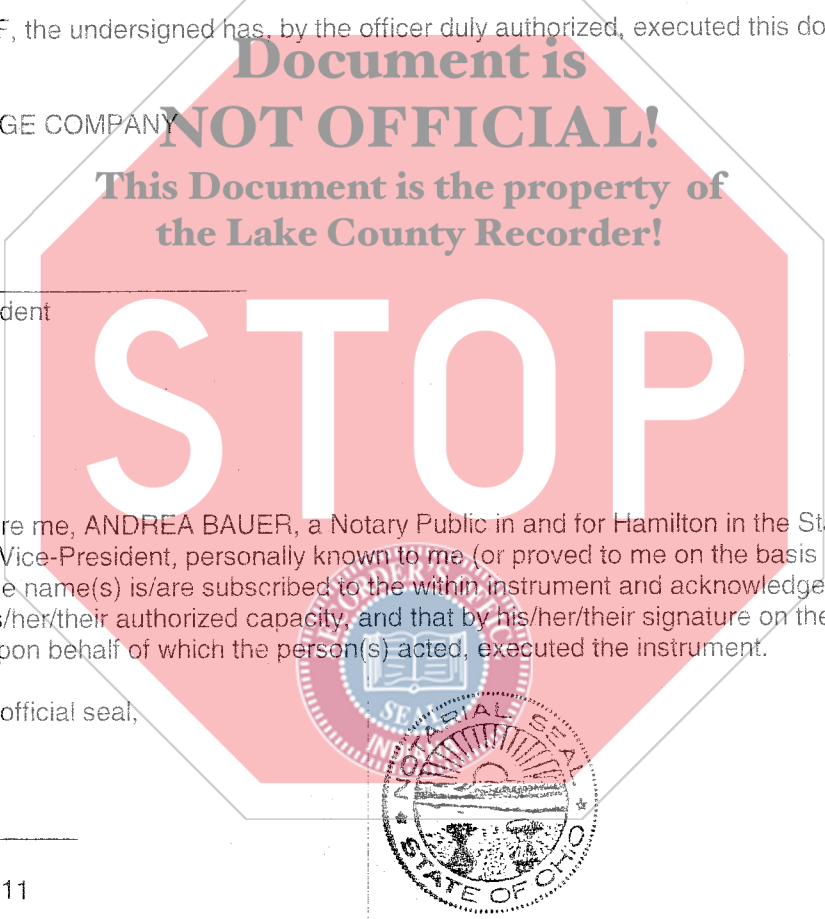 , the undersigned has, by the officer duly authorized, executed this do
Document is
GE COMPANY
NOT OFFICIAL!
This Document is the property of
the Lake County Recorder!
dent
STOP
re me, ANDREA BAUER, a Notary Public in and for Hamilton in the St
Vice-President, personally known to me (or proved to me on the basis
e name(s) is/are subscribed to the within instrument and acknowledge
s/her/their authorized capacity, and that by his/her/their signature on the
pon behalf of which the person(s) acted, executed the instrument.
RECORDER'S OFFICE
SEAL
INDIANA
official seal,
NOTARIAL SEAL
STATE OF OHIO
11